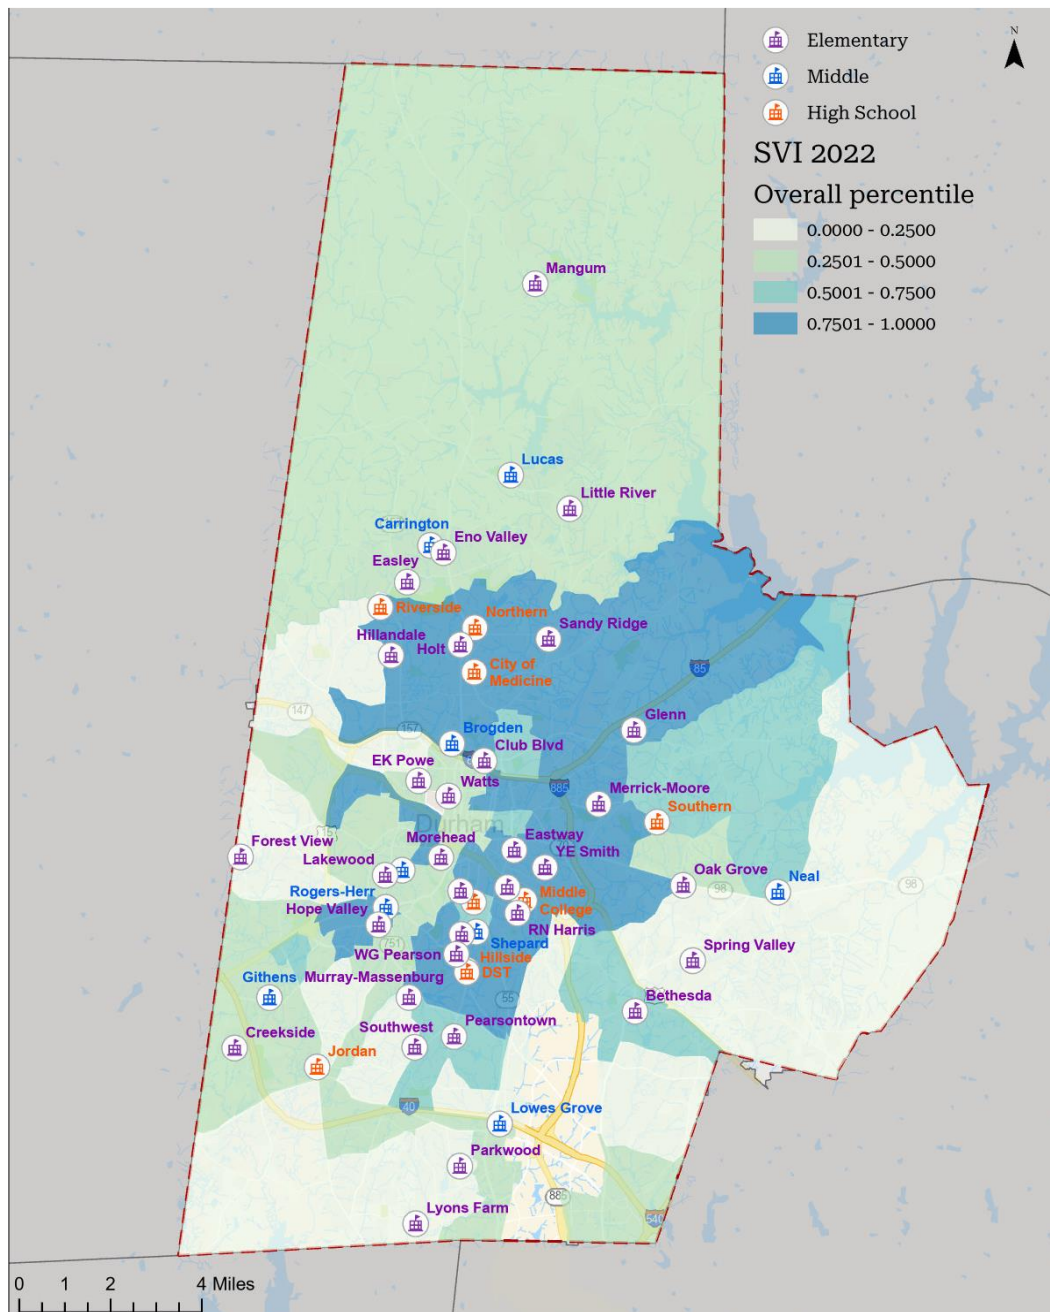 N
Elementary
Middle
High School
SVI 2022
Overall percentile
0.0000 - 0.2500
0.2501 - 0.5000
0.5001 - 0.7500
0.7501 - 1.0000
Mangum
Lucas
Little River
Carrington
Eno Valley
Easley
Riverside
Northern
Sandy Ridge
Hillandale
Holt
City of
Medicine
85
147
Glenn
157
Brogden
Club Blvd
EK Powe
Watts
885
Merrick-Moore
Southern
Durham
Forest View
Morehead
Eastway
Lakewood
YE Smith
Oak Grove
98
Neal
98
Rogers-Herr
Middle
College
Hope Valley
RN Harris
Shepard
751
WG Pearson
Hillside
DST
Spring Valley
Githens
Murray-Massenburg
55
Bethesda
Creekside
Southwest
Pearsontown
Jordan
40
Lowes Grove
Parkwood
885
Lyons Farm
540
0 1 2 4 Miles